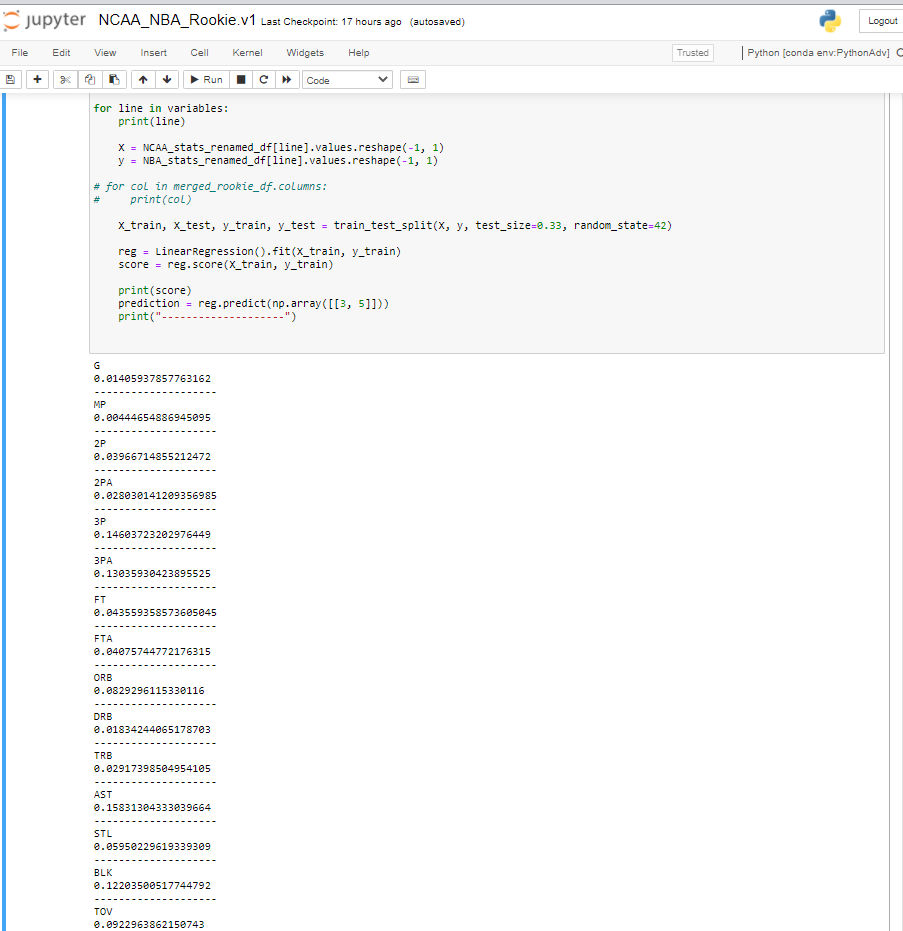 jupyter NCAA_NBA_Rookie.v1 Last Checkpoint: 17 hours ago (autosaved)
Logout
File Edit View Insert Cell Kernel Widgets Help
Trusted
Python [conda env:PythonAdv]
Run
Code
for line in variables:
    print(line)
    X = NCAA_stats_renamed_df[line].values.reshape(-1, 1)
    y = NBA_stats_renamed_df[line].values.reshape(-1, 1)
# for col in merged_rookie_df.columns:
#     print(col)
    X_train, X_test, y_train, y_test = train_test_split(X, y, test_size=0.33, random_state=42)
    reg = LinearRegression().fit(X_train, y_train)
    score = reg.score(X_train, y_train)
    print(score)
    prediction = reg.predict(np.array([[3, 5]]))
    print("--------------------")
G
0.01405937857763162
--------------------
MP
0.00444654886945095
--------------------
2P
0.03966714855212472
--------------------
2PA
0.028030141209356985
--------------------
3P
0.14603723202976449
--------------------
3PA
0.13035930423895525
--------------------
FT
0.043559358573605045
--------------------
FTA
0.04075744772176315
--------------------
ORB
0.0829296115330116
--------------------
DRB
0.01834244065178703
--------------------
TRB
0.02917398504954105
--------------------
AST
0.15831304333039664
--------------------
STL
0.05950229619339309
--------------------
BLK
0.12203500517744792
--------------------
TOV
0.0922963862150743